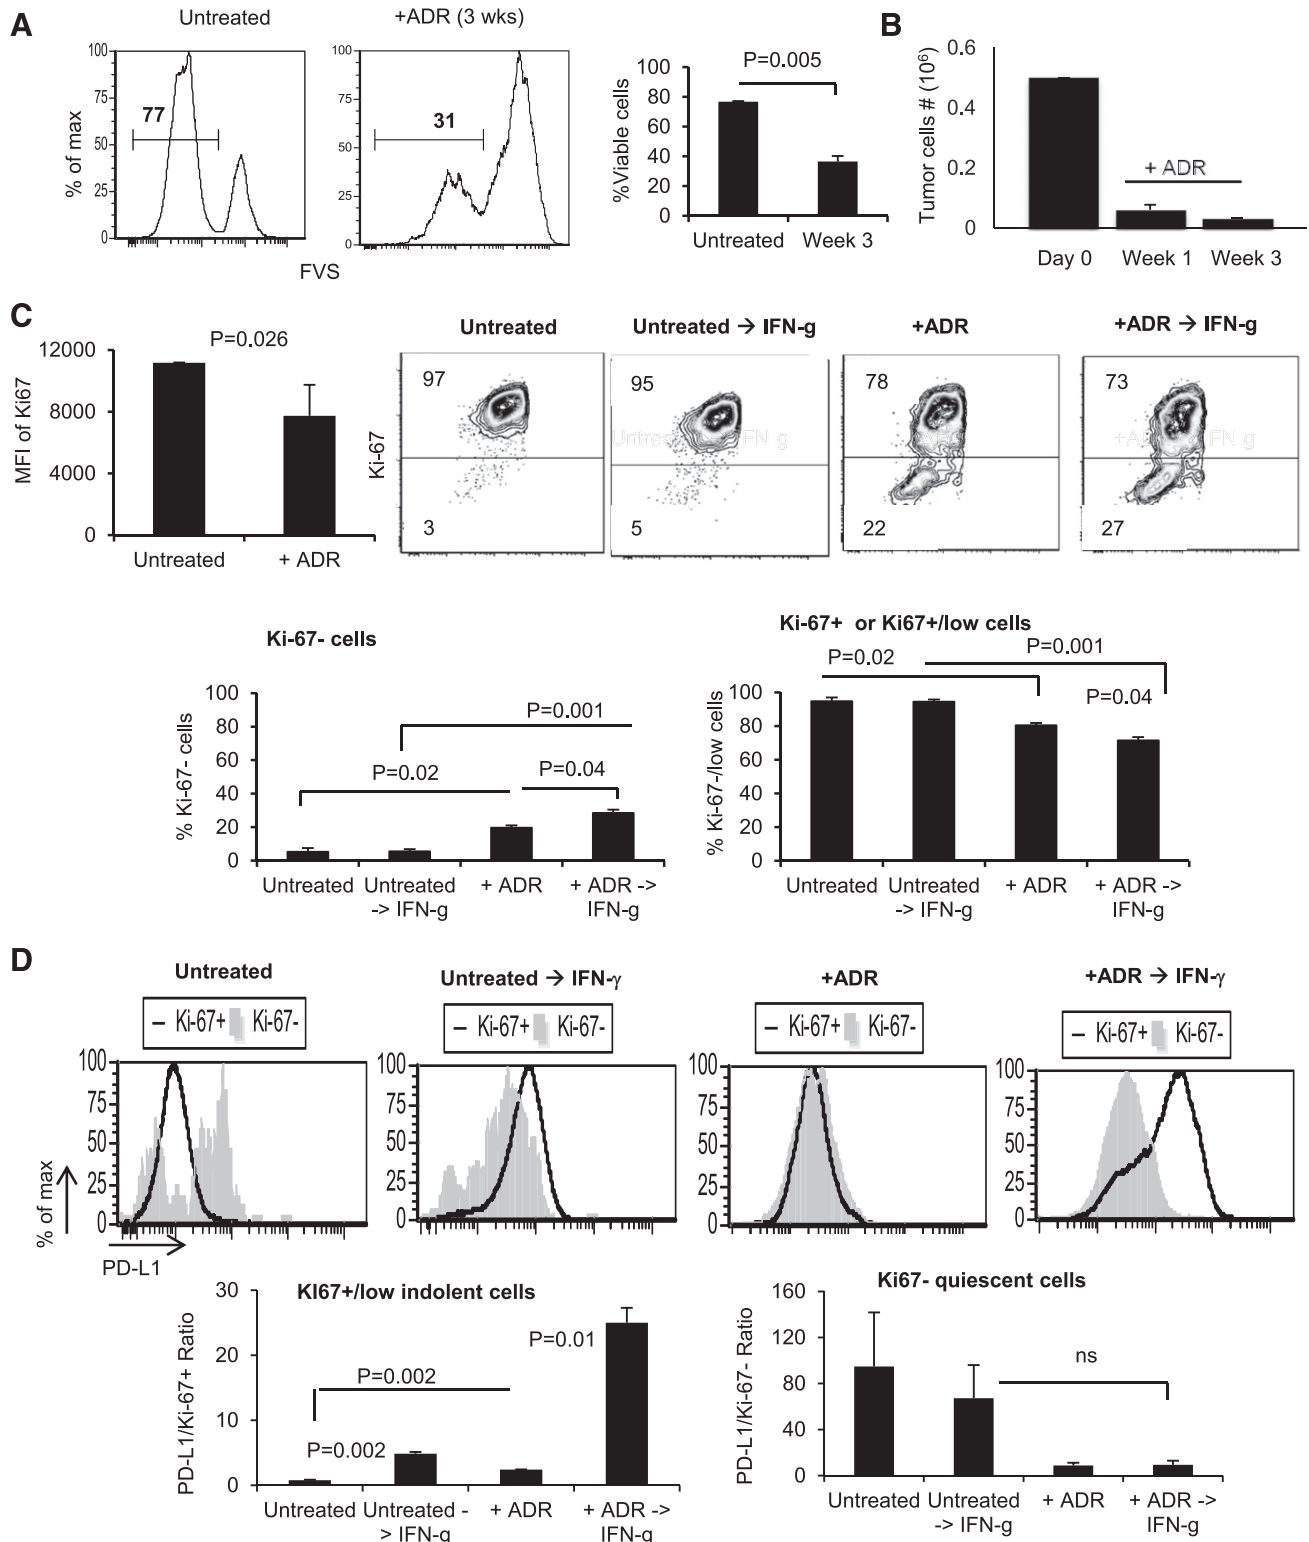 A
Untreated
+ADR (3 wks)
% of max
100
75
50
25
0
77
100
75
50
25
0
31
FVS
%Viable cells
100
80
60
40
20
0
P=0.005
Untreated
Week 3
B
Tumor cells # (10⁶)
0.6
0.4
0.2
0
+ ADR
Day 0
Week 1
Week 3
C
MFI of Ki67
12000
8000
4000
0
P=0.026
Untreated
+ ADR
Ki-67
Untreated
97
3
Untreated → IFN-g
95
5
+ADR
78
22
+ADR → IFN-g
73
27
Ki-67- cells
% Ki-67- cells
100
80
60
40
20
0
P=0.001
P=0.02
P=0.04
Untreated
Untreated
-> IFN-g
+ ADR
+ ADR ->
IFN-g
Ki-67+ or Ki67+/low cells
% Ki-67-/low cells
100
80
60
40
20
0
P=0.02
P=0.001
P=0.04
Untreated
Untreated
-> IFN-g
+ ADR
+ ADR ->
IFN-g
D
Untreated
– Ki-67+ Ki-67-
100
75
50
25
0
% of max
PD-L1
Untreated → IFN-γ
– Ki-67+ Ki-67-
100
75
50
25
0
+ADR
– Ki-67+ Ki-67-
100
75
50
25
0
+ADR → IFN-γ
– Ki-67+ Ki-67-
100
75
50
25
0
KI67+/low indolent cells
PD-L1/Ki-67+ Ratio
30
20
10
0
P=0.002
P=0.002
P=0.01
Untreated
Untreated -
> IFN-g
+ ADR
+ ADR ->
IFN-g
Ki67- quiescent cells
PD-L1/Ki-67- Ratio
160
120
80
40
0
ns
Untreated
Untreated
-> IFN-g
+ ADR
+ ADR ->
IFN-g